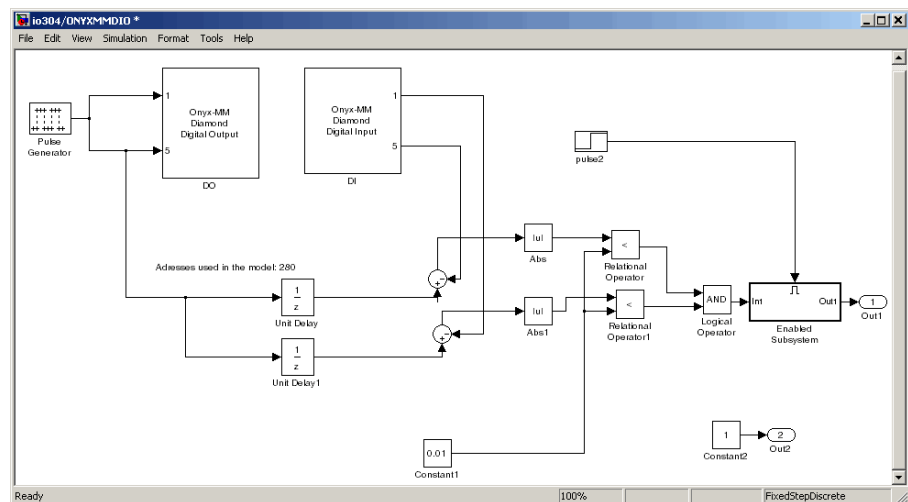 io304/ONYXMMDIO *
File Edit View Simulation Format Tools Help
1
5
Onyx-MM
Diamond
Digital Output
DO
Onyx-MM
Diamond
Digital Input
1
5
DI
Pulse
Generator
pulse2
Adresses used in the model: 280
1
z
Unit Delay
1
z
Unit Delay1
+
-
+
-
|u|
Abs
|u|
Abs1
<
Relational
Operator
<
Relational
Operator1
AND
Logical
Operator
Int
Out1
Enabled
Subsystem
1
Out1
0.01
Constant1
1
Constant2
2
Out2
Ready
100%
FixedStepDiscrete